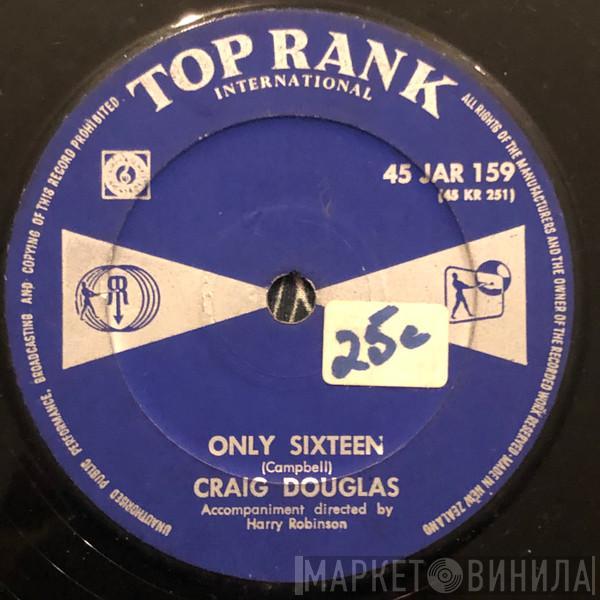 TOP RANK
INTERNATIONAL
UNAUTHORISED PUBLIC PERFORMANCE, BROADCASTING AND COPYING OF THIS RECORD PROHIBITED.
ALL RIGHTS OF THE MANUFACTURERS AND THE OWNER OF THE RECORDED WORK RESERVED · MADE IN NEW ZEALAND
45 JAR 159
(45 KR 251)
25c
ONLY SIXTEEN
(Campbell)
CRAIG DOUGLAS
Accompaniment directed by
Harry Robinson
МАРКЕТ ВИНИЛА